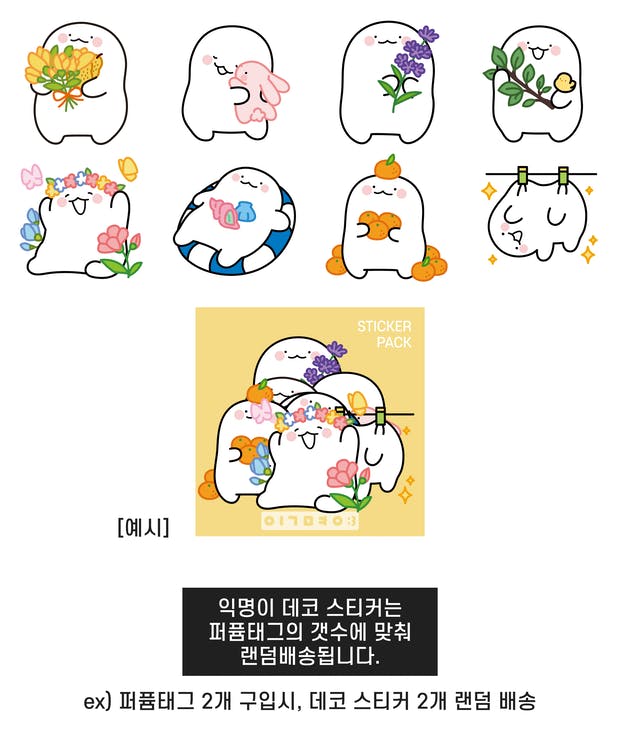 STICKER
PACK
[예시]
익명이 데코 스티커는
퍼퓸태그의 갯수에 맞춰
랜덤배송됩니다.
ex) 퍼퓸태그 2개 구입시, 데코 스티커 2개 랜덤 배송